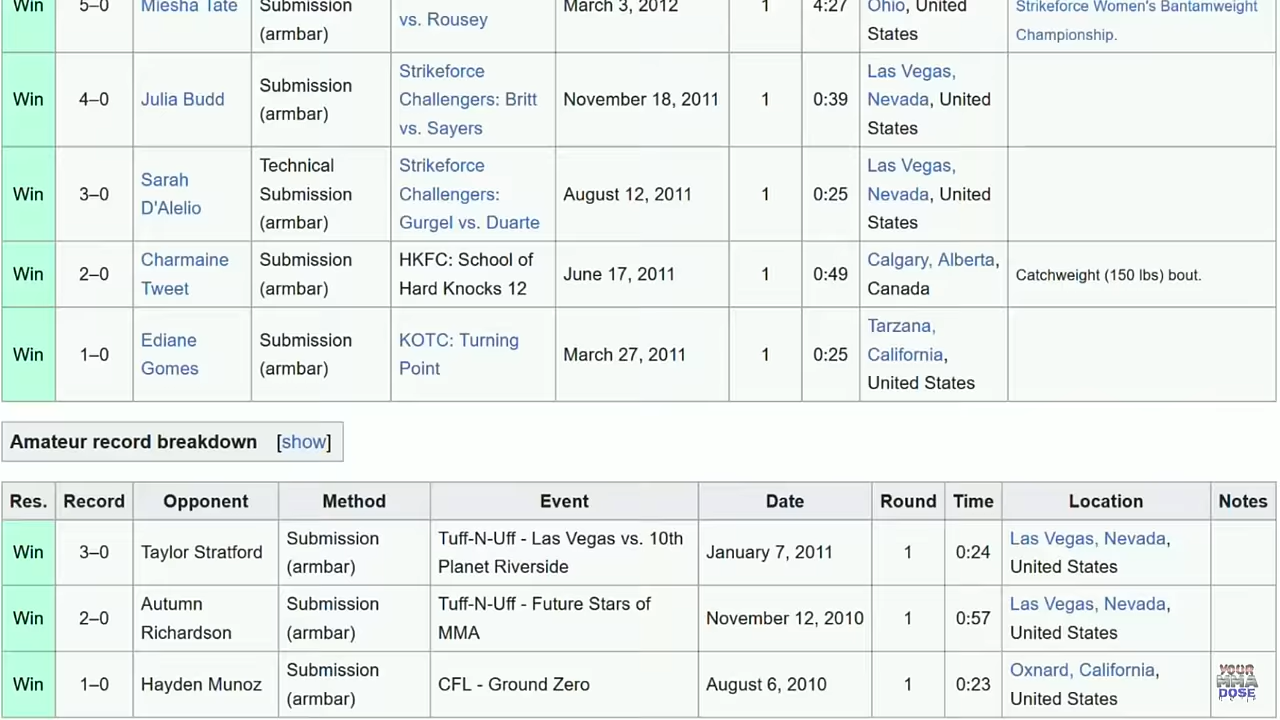 Win 5–0 Miesha Tate Submission (armbar) vs. Rousey March 3, 2012 1 4:27 Ohio, United States Strikeforce Women's Bantamweight Championship.
Win 4–0 Julia Budd Submission (armbar) Strikeforce Challengers: Britt vs. Sayers November 18, 2011 1 0:39 Las Vegas, Nevada, United States
Win 3–0 Sarah D'Alelio Technical Submission (armbar) Strikeforce Challengers: Gurgel vs. Duarte August 12, 2011 1 0:25 Las Vegas, Nevada, United States
Win 2–0 Charmaine Tweet Submission (armbar) HKFC: School of Hard Knocks 12 June 17, 2011 1 0:49 Calgary, Alberta, Canada Catchweight (150 lbs) bout.
Win 1–0 Ediane Gomes Submission (armbar) KOTC: Turning Point March 27, 2011 1 0:25 Tarzana, California, United States
Amateur record breakdown [show]
Res. Record Opponent Method Event Date Round Time Location Notes
Win 3–0 Taylor Stratford Submission (armbar) Tuff-N-Uff - Las Vegas vs. 10th Planet Riverside January 7, 2011 1 0:24 Las Vegas, Nevada, United States
Win 2–0 Autumn Richardson Submission (armbar) Tuff-N-Uff - Future Stars of MMA November 12, 2010 1 0:57 Las Vegas, Nevada, United States
Win 1–0 Hayden Munoz Submission (armbar) CFL - Ground Zero August 6, 2010 1 0:23 Oxnard, California, United States
YOUR
MMA
DOSE